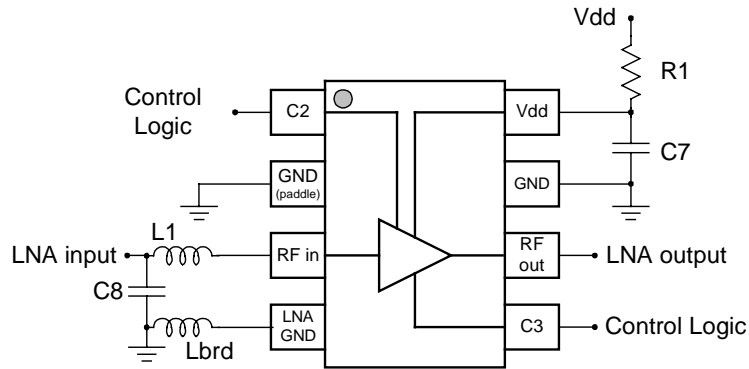 Vdd
R1
Control
Logic
C2
Vdd
C7
GND
(paddle)
GND
L1
LNA input
RF in
RF
out
LNA output
C8
LNA
GND
Lbrd
C3
Control Logic